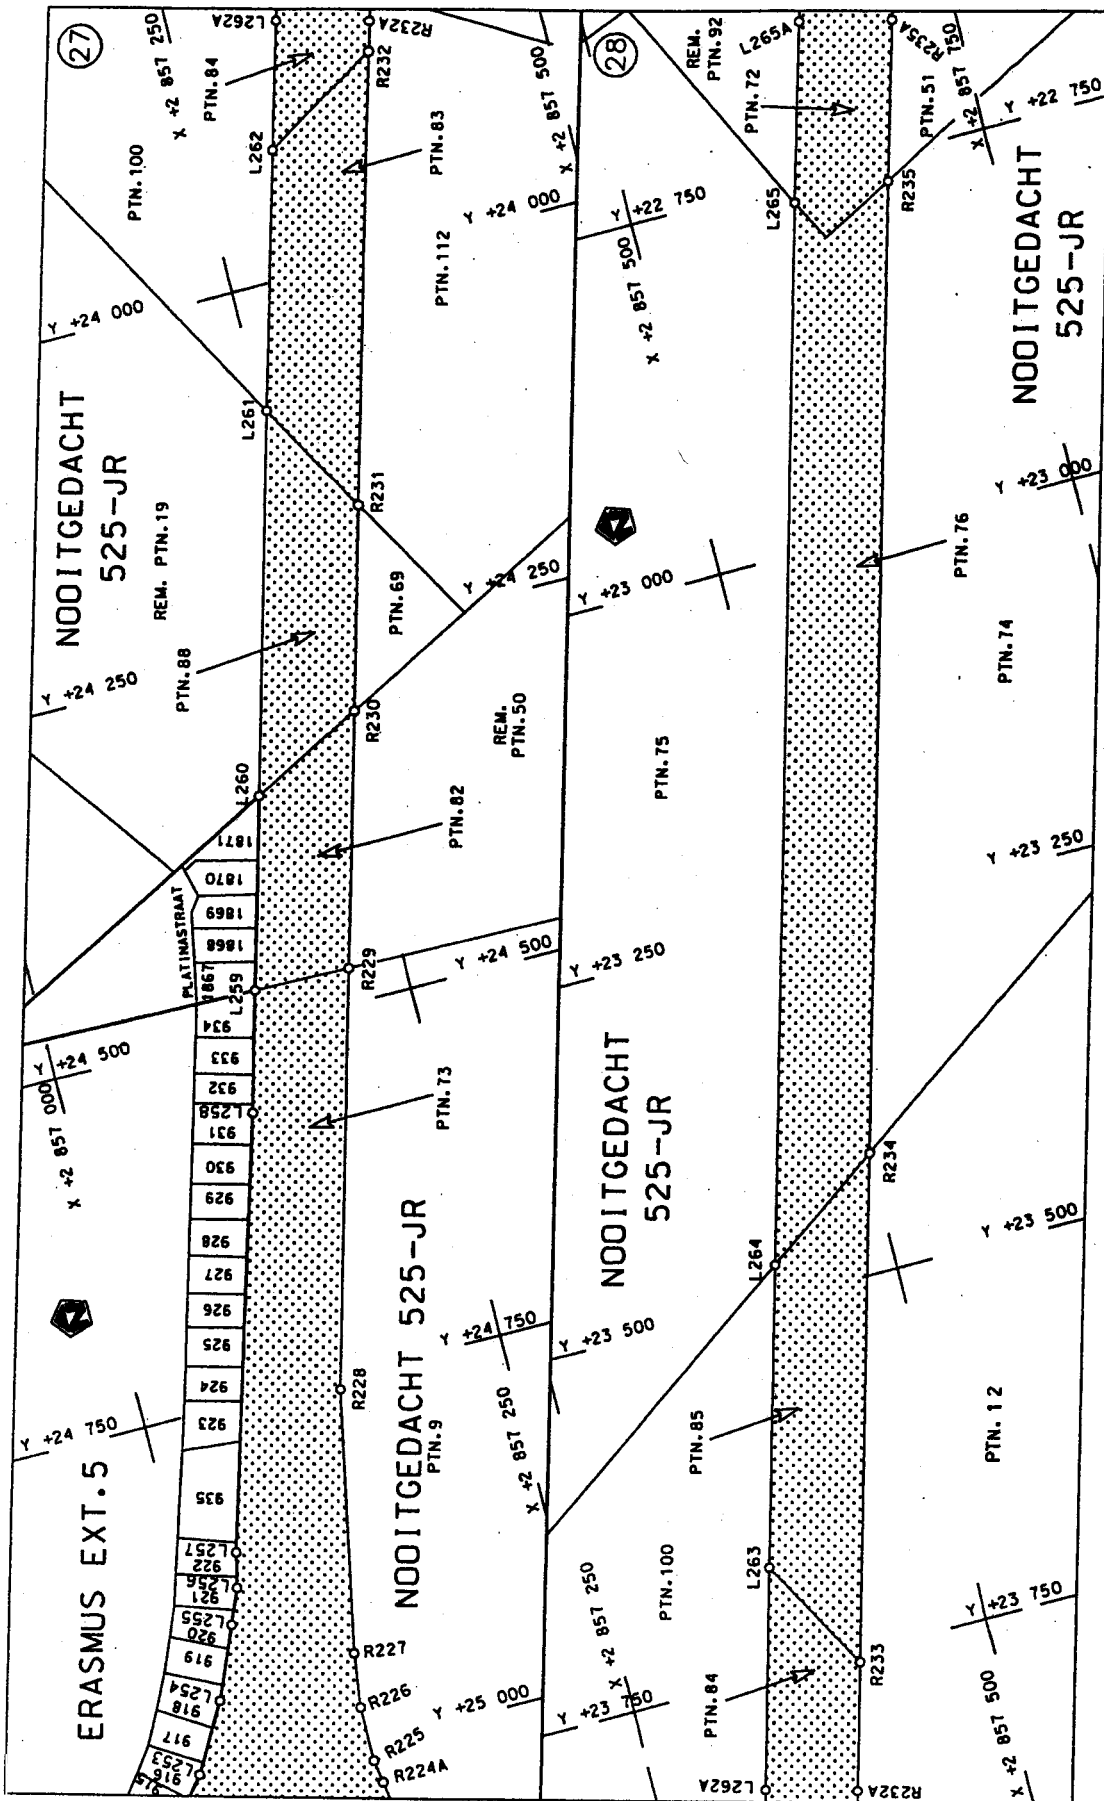 27
NOOITGEDACHT
525-JR
REM. PTN.19
PTN.100
PTN.84
PTN.83
PTN.112
PTN.88
PTN.69
REM.
PTN.50
PTN.82
PTN.73
PLATINASTRAAT
ERASMUS EXT.5
NOOITGEDACHT 525-JR
PTN.9
X +2 857 250
X +2 857 500
Y +24 000
Y +24 000
Y +24 250
Y +24 250
Y +24 500
Y +24 500
X +2 857 000
Y +24 750
Y +24 750
X +2 857 250
Y +25 000
L262A
L262
L261
L260
L259
L258
L257
L256
L255
L254
L253
R232A
R232
R231
R230
R229
R228
R227
R226
R225
R224A
1871
1870
1869
1868
1867
934
933
932
931
930
929
928
927
926
925
924
923
935
922
921
920
919
918
917
916
915
28
REM.
PTN.92
PTN.72
PTN.51
NOOITGEDACHT
525-JR
PTN.76
PTN.74
PTN.75
NOOITGEDACHT
525-JR
PTN.85
PTN.12
PTN.100
PTN.84
L265A
L265
L264
L263
L262A
R235A
R235
R234
R233
R232A
X +2 857 750
Y +22 750
Y +22 750
X +2 857 500
Y +23 000
Y +23 000
Y +23 250
Y +23 250
Y +23 500
Y +23 500
X +2 857 250
Y +23 750
Y +23 750
X +2 857 500